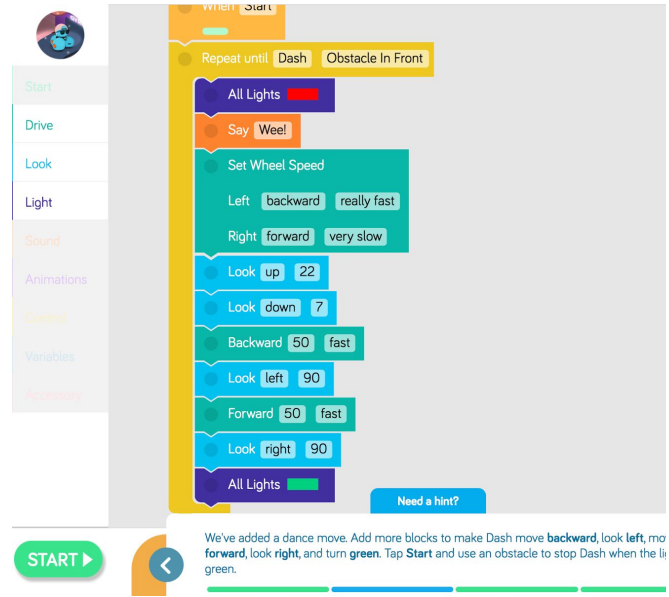 When Start
Repeat until Dash Obstacle In Front
Start
All Lights
Drive
Say Wee!
Look
Set Wheel Speed
Light
Left backward really fast
Sound
Right forward very slow
Animations
Look up 22
Look down 7
Variables
Backward 50 fast
Accessory
Look left 90
Forward 50 fast
Look right 90
All Lights
Need a hint?
We've added a dance move. Add more blocks to make Dash move backward, look left,
forward, look right, and turn green. Tap Start and use an obstacle to stop Dash when the
green.
START